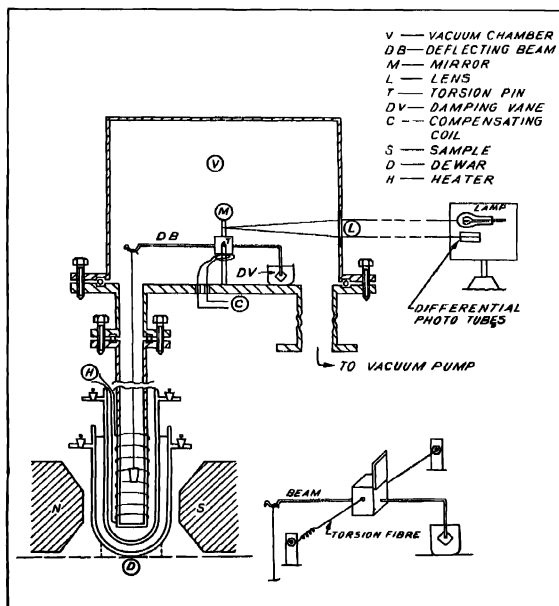 V — VACUUM CHAMBER
DB — DEFLECTING BEAM
M — MIRROR
L — LENS
T — TORSION PIN
DV — DAMPING VANE
C — COMPENSATING
COIL
S — SAMPLE
D — DEWAR
H — HEATER
V
M
LAMP
DB
L
DV
C
DIFFERENTIAL
PHOTO TUBES
TO VACUUM PUMP
H
N
S
BEAM
TORSION FIBRE
D